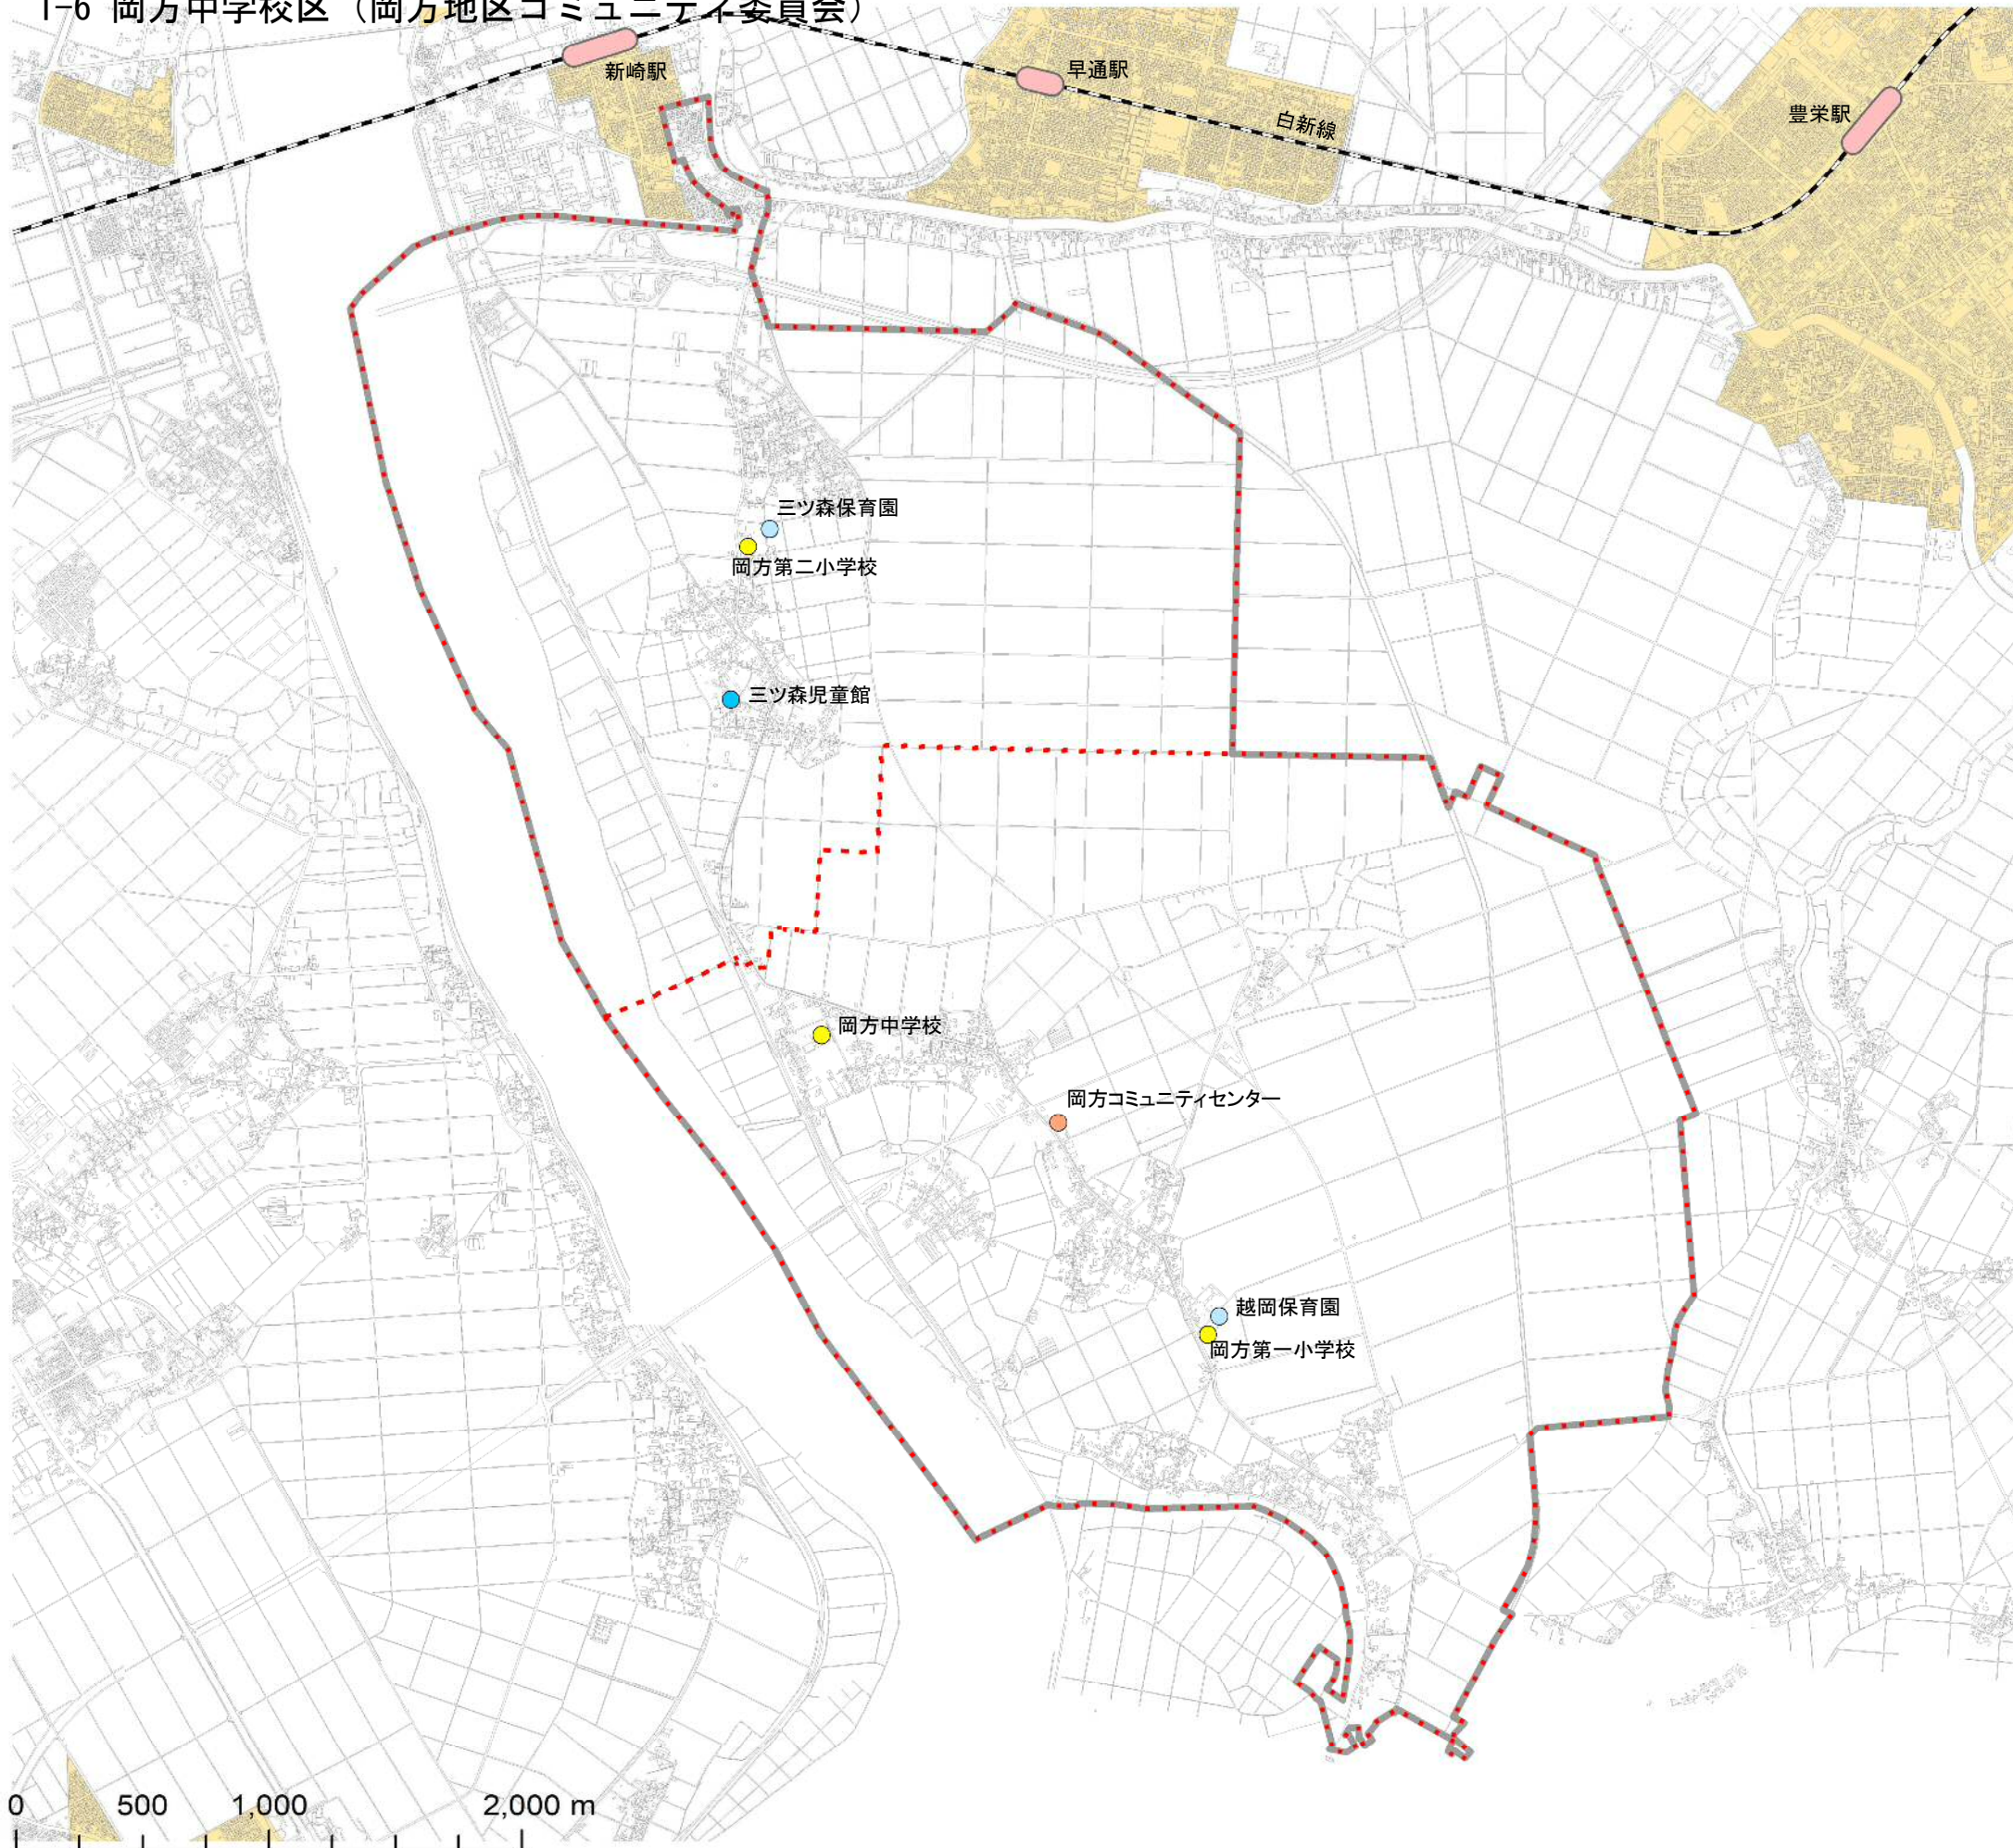 1-6 岡方中学校区（岡方地区コミュニティ委員会）
新崎駅
早通駅
白新線
豊栄駅
三ツ森保育園
岡方第二小学校
三ツ森児童館
岡方中学校
岡方コミュニティセンター
越岡保育園
岡方第一小学校
0 500 1,000 2,000 m